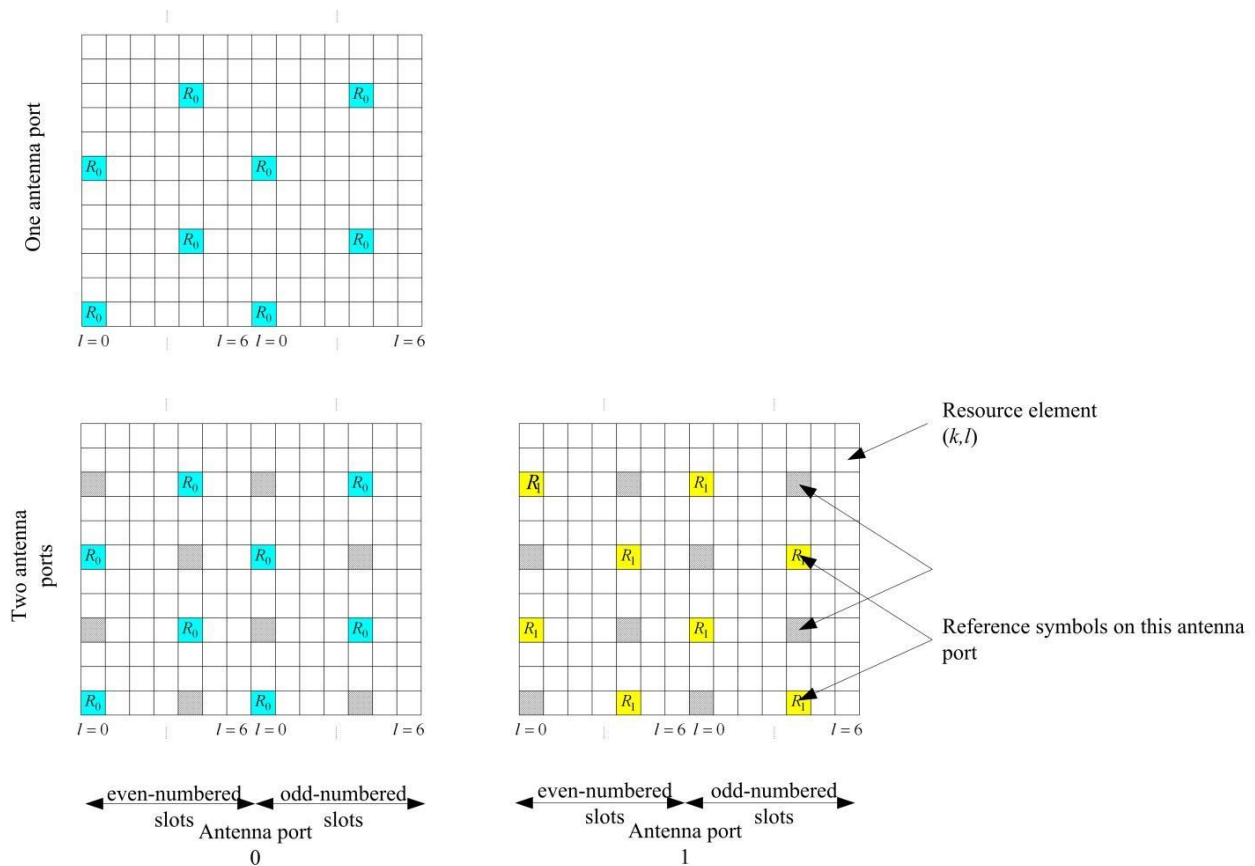 One antenna port
R0 R0
R0 R0
R0 R0
R0 R0
l = 0 l = 6 l = 0 l = 6
Two antenna
ports
R0 R0
R0 R0
R0 R0
R0 R0
l = 0 l = 6 l = 0 l = 6
even-numbered odd-numbered
slots slots
Antenna port
0
R1 R1
R1 R1
R1 R1
R1 R1
l = 0 l = 6 l = 0 l = 6
even-numbered odd-numbered
slots slots
Antenna port
1
Resource element
(k,l)
Reference symbols on this antenna
port